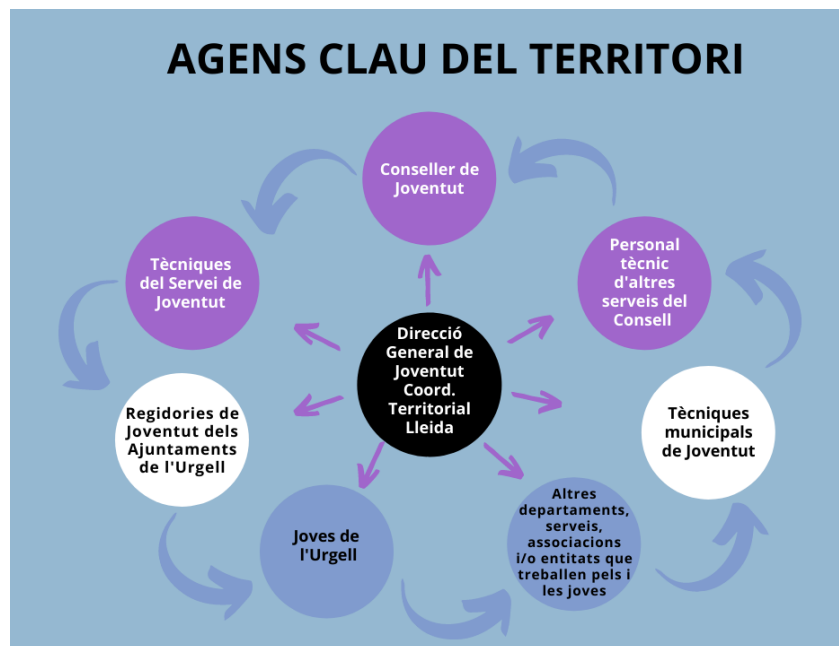 AGENS CLAU DEL TERRITORI
Conseller de
Joventut
Tècniques
del Servei de
Joventut
Personal
tècnic
d'altres
serveis del
Consell
Direcció
General de
Joventut
Coord.
Territorial
Lleida
Regidories de
Joventut dels
Ajuntaments
de l'Urgell
Tècniques
municipals
de Joventut
Joves de
l'Urgell
Altres
departaments,
serveis,
associacions
i/o entitats que
treballen pels i
les joves